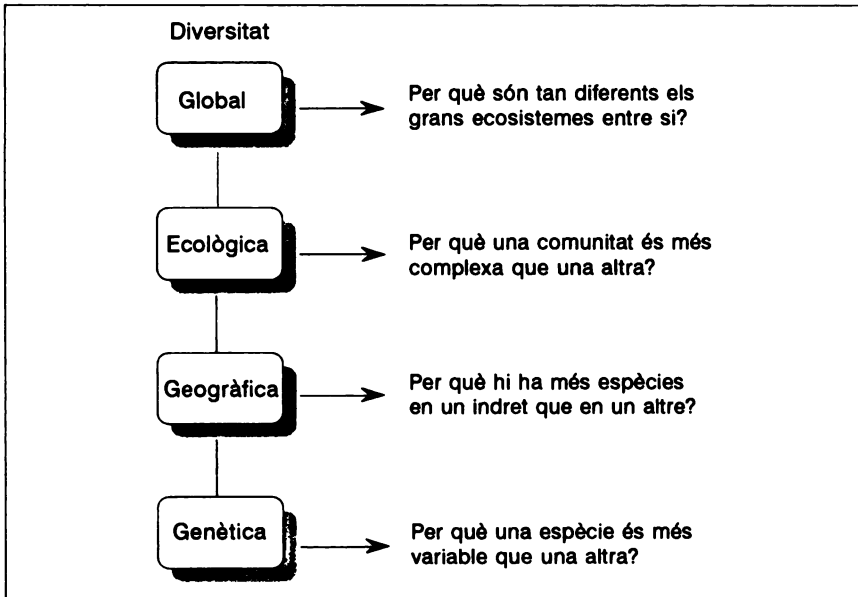 Diversitat
Global
Per què són tan diferents els
grans ecosistemes entre si?
Ecològica
Per què una comunitat és més
complexa que una altra?
Geogràfica
Per què hi ha més espècies
en un indret que en un altre?
Genètica
Per què una espècie és més
variable que una altra?